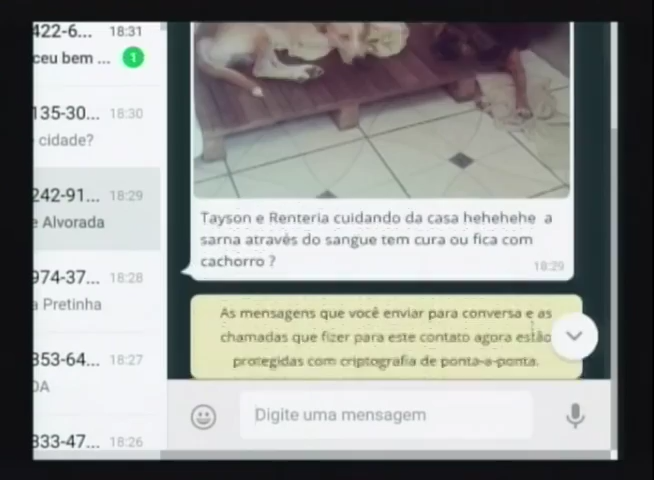 422-6... 18:31
ceu bem ... 1
135-30... 18:30
cidade?
242-91... 18:29
e Alvorada
974-37... 18:28
a Pretinha
353-64... 18:27
DA
333-47... 18:26
Tayson e Renteria cuidando da casa hehehehe a
sarna através do sangue tem cura ou fica com
cachorro ?
18:29
As mensagens que você enviar para conversa e as
chamadas que fizer para este contato agora estão
protegidas com criptografia de ponta-a-ponta.
Digite uma mensagem